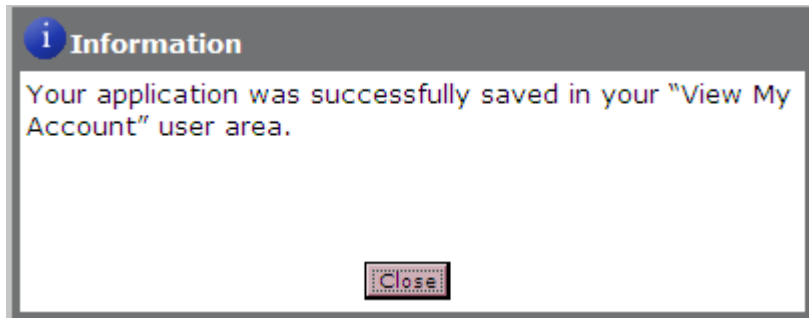 i Information
Your application was successfully saved in your “View My
Account” user area.
Close